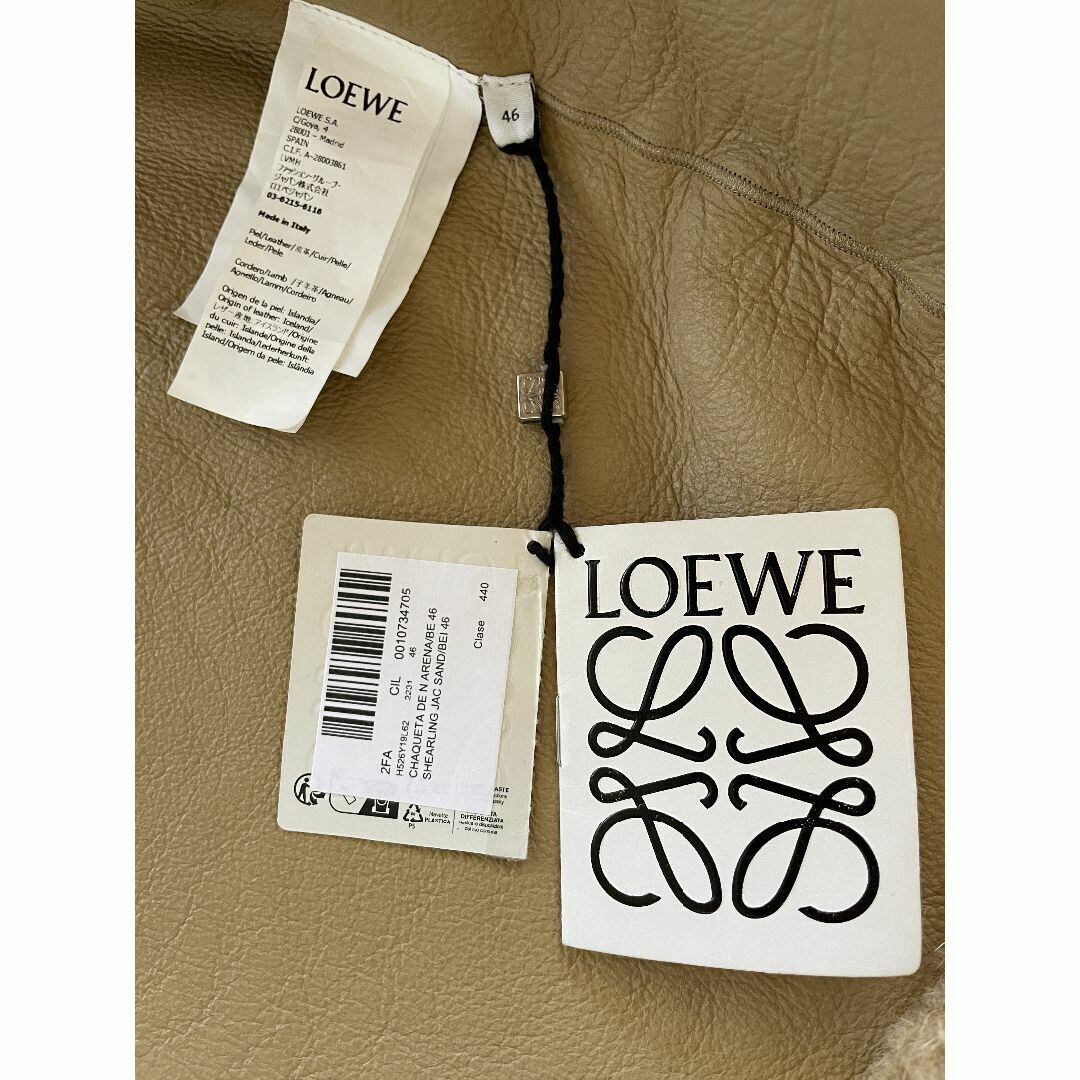 LOEWE
LOEWE S.A.
C/Goya, 4
28001 - Madrid
SPAIN
C.I.F. A-28003861
LVMH
ファッション・グループ・
ジャパン株式会社
ロエベジャパン
03-6215-6116
Made in Italy
Piel/Leather/皮革/Cuir/Pelle/
Leder/Pele
Cordero/Lamb /子羊革/Agneau/
Agnello/Lamm/Cordeiro
Origen de la piel: Islandia/
Origin of leather: Iceland/
レザー産地:アイスランド/Origine
du cuir: Islande/Origine della
pelle: Islanda/Lederherkunft:
Island/Origem da pele: Islândia
46
2FA CIL 0010734705
H526Y19L62 2231 46
CHAQUETA DE N ARENA/BE 46
SHEARLING JAC SAND/BEI 46
Clase 440
PS
PLASTICA
DIFFERENZIATA
LOEWE